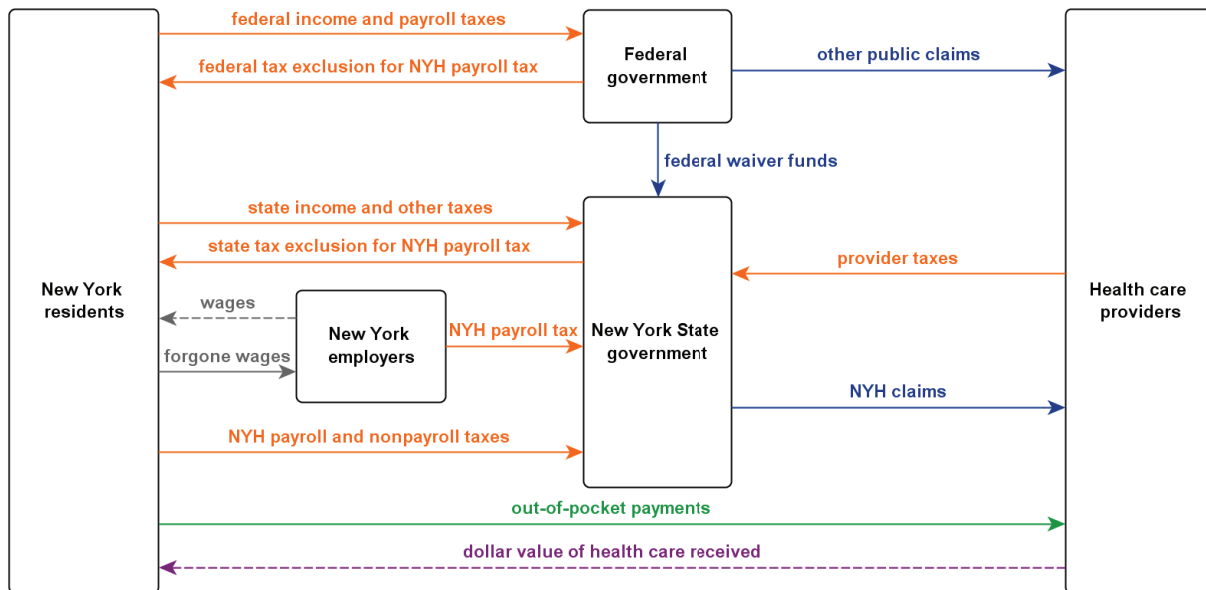 federal income and payroll taxes
federal tax exclusion for NYH payroll tax
Federal
government
other public claims
federal waiver funds
state income and other taxes
state tax exclusion for NYH payroll tax
provider taxes
New York
residents
wages
New York
employers
forgone wages
NYH payroll tax
New York State
government
Health care
providers
NYH claims
NYH payroll and nonpayroll taxes
out-of-pocket payments
dollar value of health care received